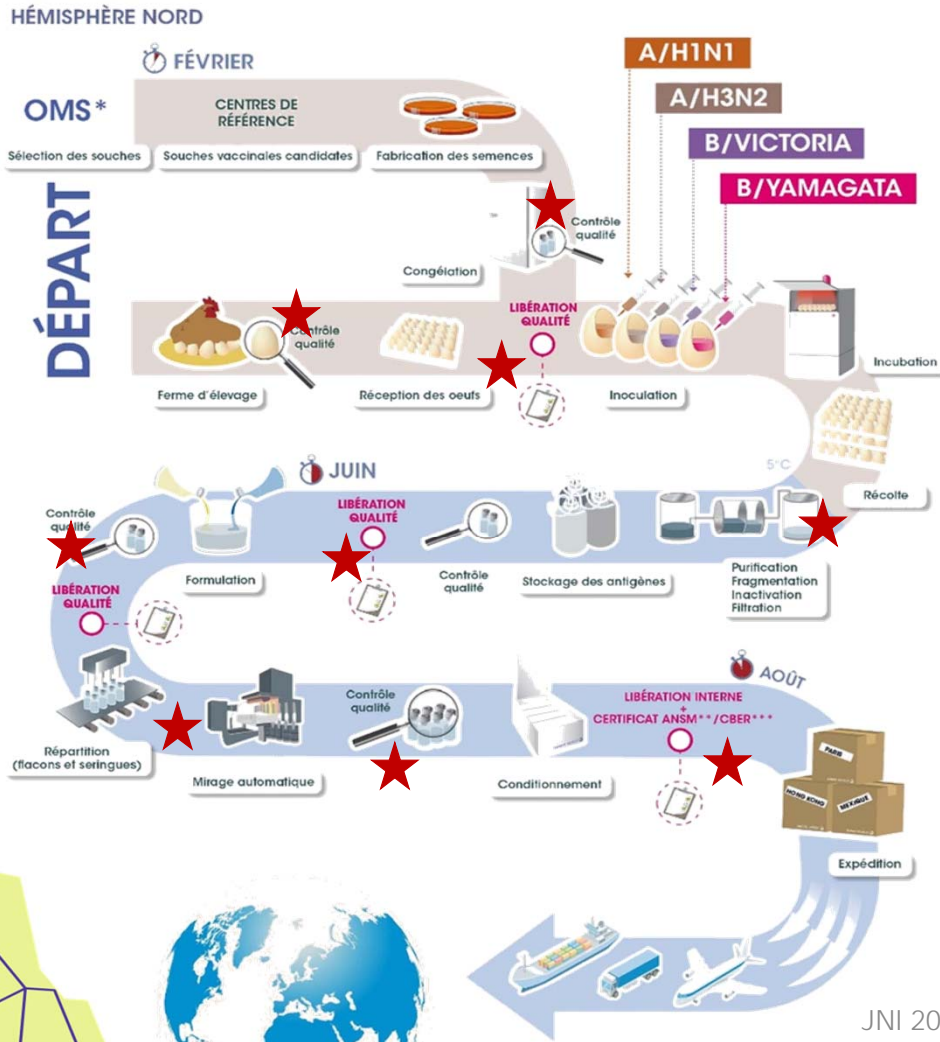 HÉMISPHÈRE NORD
FÉVRIER
OMS*
CENTRES DE
RÉFÉRENCE
Sélection des souches
Souches vaccinales candidates
Fabrication des semences
A/H1N1
A/H3N2
B/VICTORIA
B/YAMAGATA
DÉPART
Contrôle
qualité
Congélation
Contrôle
qualité
LIBÉRATION
QUALITÉ
Ferme d'élevage
Réception des oeufs
Inoculation
Incubation
5°C
Récolte
JUIN
Contrôle
qualité
LIBÉRATION
QUALITÉ
Formulation
LIBÉRATION
QUALITÉ
Contrôle
qualité
Stockage des antigènes
Purification
Fragmentation
Inactivation
Filtration
AOÛT
Répartition
(flacons et seringues)
Mirage automatique
Contrôle
qualité
Conditionnement
LIBÉRATION INTERNE
+
CERTIFICAT ANSM**/CBER***
PARIS
HONG KONG
MEXIQUE
Expédition
JNI 20